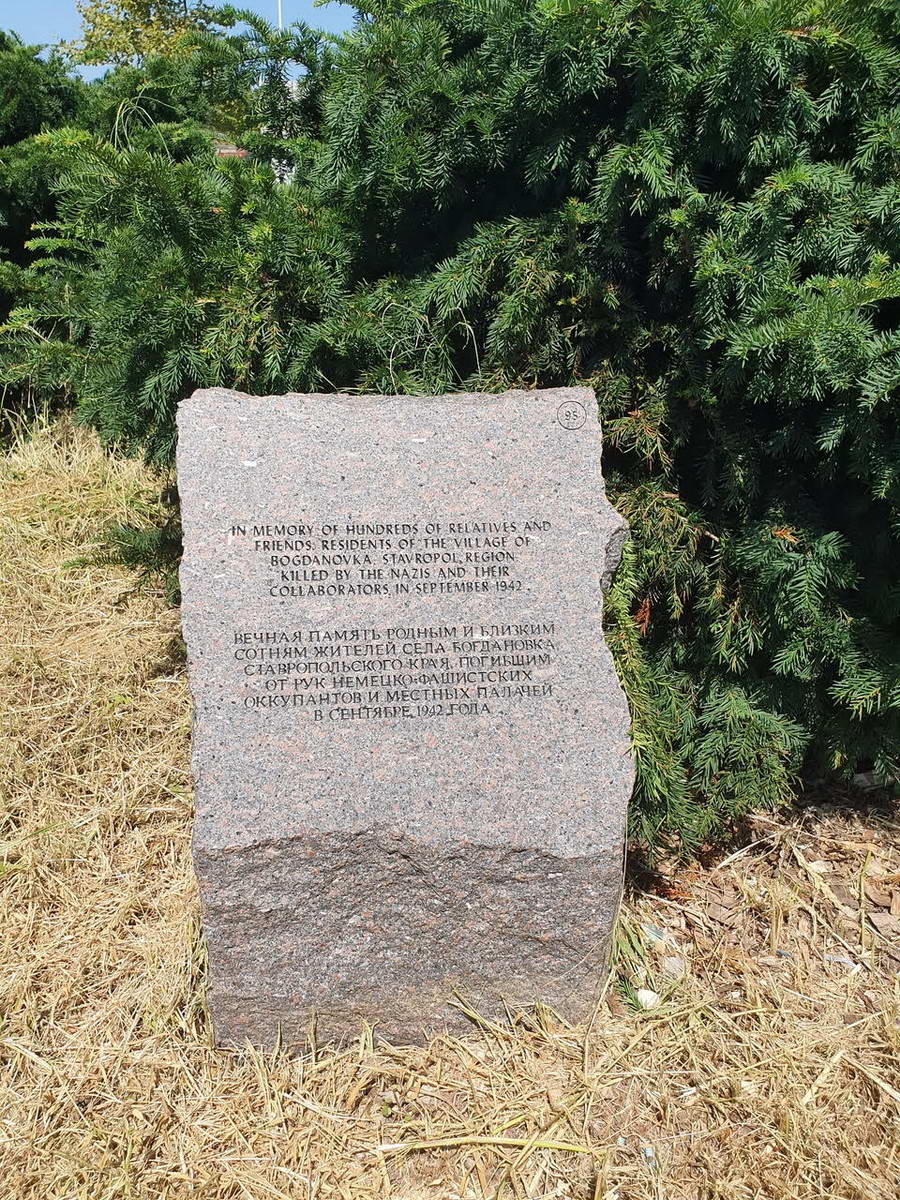 95
IN MEMORY OF HUNDREDS OF RELATIVES AND
FRIENDS. RESIDENTS OF THE VILLAGE OF
BOGDANOVKA, STAVROPOL REGION
KILLED BY THE NAZIS AND THEIR
COLLABORATORS, IN SEPTEMBER 1942.
ВЕЧНАЯ ПАМЯТЬ РОДНЫМ И БЛИЗКИМ
СОТНЯМ ЖИТЕЛЕЙ СЕЛА БОГДАНОВКА
СТАВРОПОЛЬСКОГО КРАЯ, ПОГИБШИМ
ОТ РУК НЕМЕЦКО-ФАШИСТСКИХ
ОККУПАНТОВ И МЕСТНЫХ ПАЛАЧЕЙ
В СЕНТЯБРЕ 1942 ГОДА.